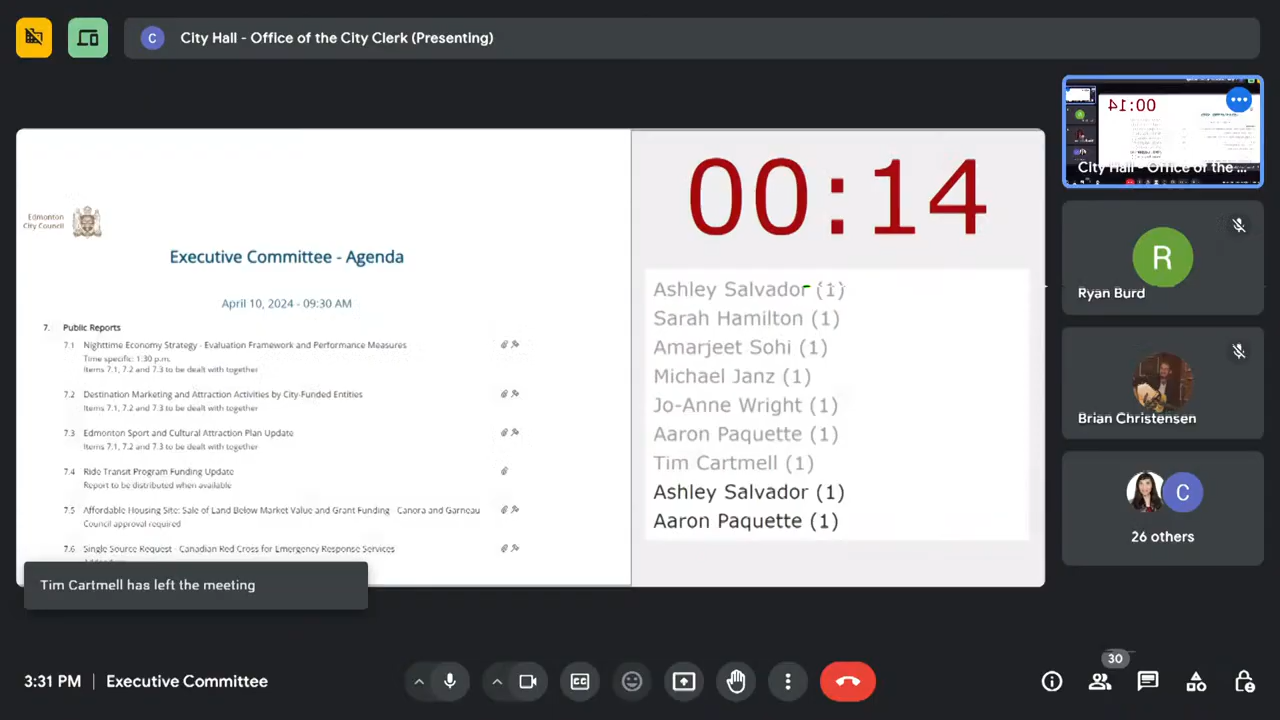 City Hall - Office of the City Clerk (Presenting)
C
Edmonton
City Council
Executive Committee - Agenda
April 10, 2024 - 09:30 AM
7. Public Reports
7.1 Nighttime Economy Strategy - Evaluation Framework and Performance Measures
Time specific: 1:30 p.m.
Items 7.1, 7.2 and 7.3 to be dealt with together
7.2 Destination Marketing and Attraction Activities by City-Funded Entities
Items 7.1, 7.2 and 7.3 to be dealt with together
7.3 Edmonton Sport and Cultural Attraction Plan Update
Items 7.1, 7.2 and 7.3 to be dealt with together
7.4 Ride Transit Program Funding Update
Report to be distributed when available
7.5 Affordable Housing Site: Sale of Land Below Market Value and Grant Funding - Canora and Garneau
Council approval required
7.6 Single Source Request - Canadian Red Cross for Emergency Response Services
00:14
Ashley Salvador (1)
Sarah Hamilton (1)
Amarjeet Sohi (1)
Michael Janz (1)
Jo-Anne Wright (1)
Aaron Paquette (1)
Tim Cartmell (1)
Ashley Salvador (1)
Aaron Paquette (1)
00:14
City Hall - Office of the ...
R
Ryan Burd
Brian Christensen
C
26 others
Tim Cartmell has left the meeting
3:31 PM | Executive Committee
CC
30